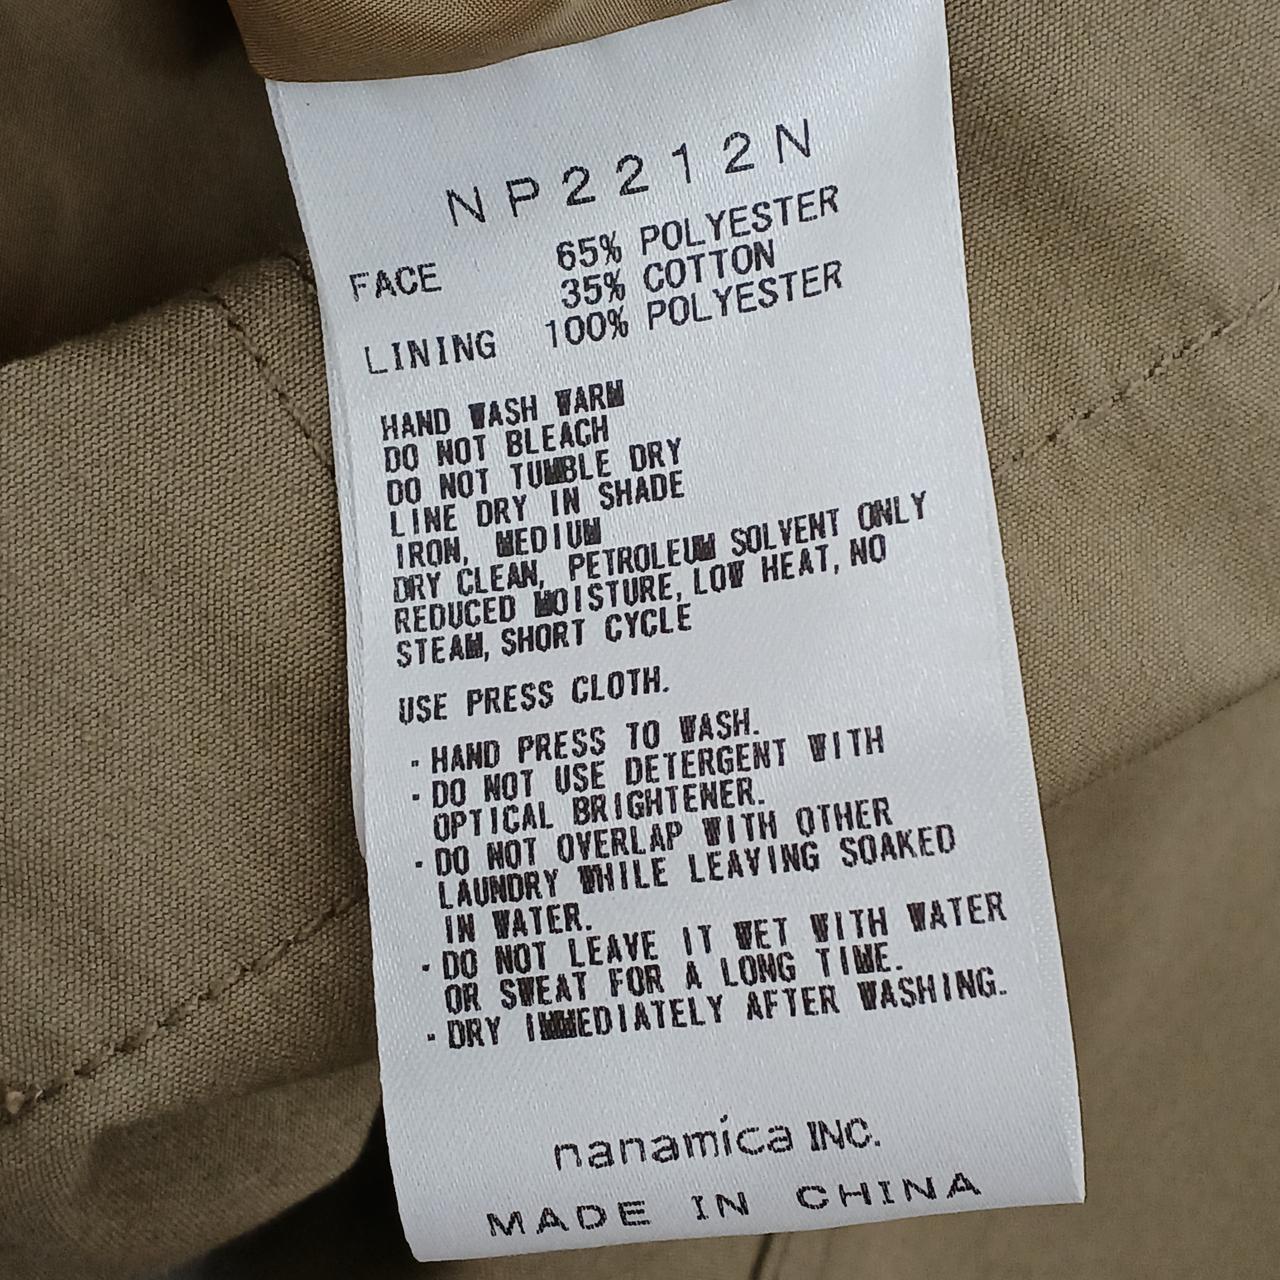 NP2212N
FACE 65% POLYESTER
35% COTTON
LINING 100% POLYESTER
HAND WASH WARM
DO NOT BLEACH
DO NOT TUMBLE DRY
LINE DRY IN SHADE
IRON, MEDIUM
DRY CLEAN, PETROLEUM SOLVENT ONLY
REDUCED MOISTURE, LOW HEAT, NO
STEAM, SHORT CYCLE
USE PRESS CLOTH.
· HAND PRESS TO WASH.
· DO NOT USE DETERGENT WITH
OPTICAL BRIGHTENER.
· DO NOT OVERLAP WITH OTHER
LAUNDRY WHILE LEAVING SOAKED
IN WATER.
· DO NOT LEAVE IT WET WITH WATER
OR SWEAT FOR A LONG TIME.
· DRY IMMEDIATELY AFTER WASHING.
nanamica INC.
MADE IN CHINA